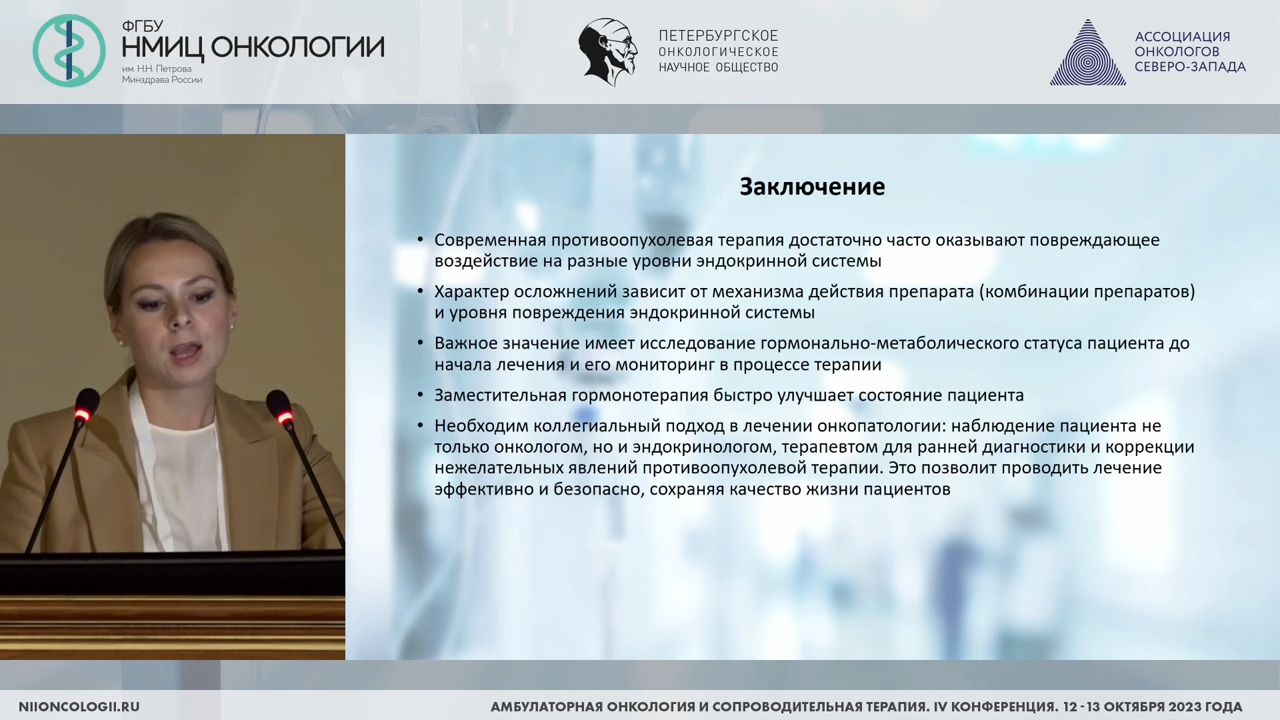 ФГБУ
НМИЦ ОНКОЛОГИИ
им. Н.Н. Петрова
Минздрава России
ПЕТЕРБУРГСКОЕ
ОНКОЛОГИЧЕСКОЕ
НАУЧНОЕ ОБЩЕСТВО
АССОЦИАЦИЯ
ОНКОЛОГОВ
СЕВЕРО-ЗАПАДА
Заключение
• Современная противоопухолевая терапия достаточно часто оказывают повреждающее
воздействие на разные уровни эндокринной системы
• Характер осложнений зависит от механизма действия препарата (комбинации препаратов)
и уровня повреждения эндокринной системы
• Важное значение имеет исследование гормонально-метаболического статуса пациента до
начала лечения и его мониторинг в процессе терапии
• Заместительная гормонотерапия быстро улучшает состояние пациента
• Необходим коллегиальный подход в лечении онкопатологии: наблюдение пациента не
только онкологом, но и эндокринологом, терапевтом для ранней диагностики и коррекции
нежелательных явлений противоопухолевой терапии. Это позволит проводить лечение
эффективно и безопасно, сохраняя качество жизни пациентов
NIIONCOLOGII.RU
АМБУЛАТОРНАЯ ОНКОЛОГИЯ И СОПРОВОДИТЕЛЬНАЯ ТЕРАПИЯ. IV КОНФЕРЕНЦИЯ. 12-13 ОКТЯБРЯ 2023 ГОДА